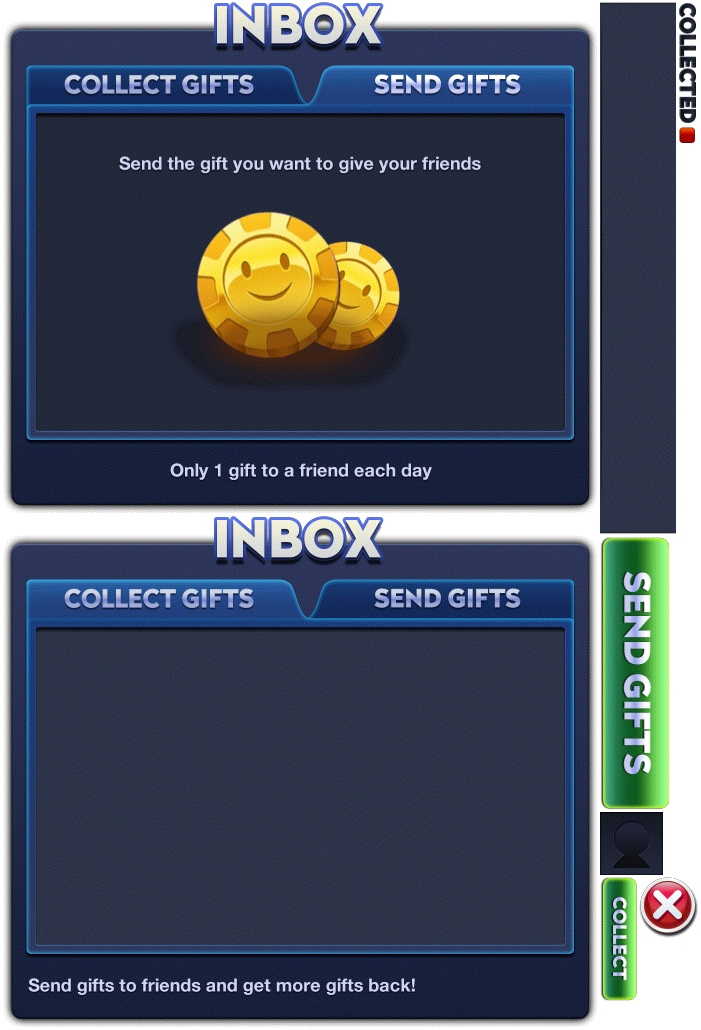 INBOX
COLLECT GIFTS
SEND GIFTS
Send the gift you want to give your friends
Only 1 gift to a friend each day
COLLECTED
INBOX
COLLECT GIFTS
SEND GIFTS
Send gifts to friends and get more gifts back!
SEND GIFTS
COLLECT